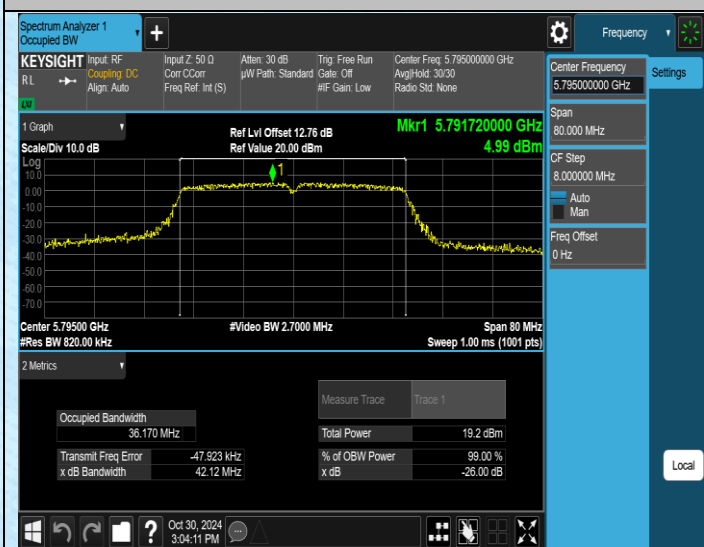 Spectrum Analyzer 1
Occupied BW
Frequency
KEYSIGHT Input: RF Input Z: 50 Ω Atten: 30 dB Trig: Free Run Center Freq: 5.795000000 GHz
RL Coupling: DC Corr CCorr µW Path: Standard Gate: Off Avg|Hold: 30/30
Align: Auto Freq Ref: Int (S) #IF Gain: Low Radio Std: None
LW
Center Frequency
5.795000000 GHz
Settings
Span
80.000 MHz
CF Step
8.000000 MHz
Auto
Man
Freq Offset
0 Hz
1 Graph
Ref Lvl Offset 12.76 dB Mkr1 5.791720000 GHz
Scale/Div 10.0 dB Ref Value 20.00 dBm 4.99 dBm
Log
10.0
0.00
-10.0
-20.0
-30.0
-40.0
-50.0
-60.0
-70.0
1
Center 5.79500 GHz #Video BW 2.7000 MHz Span 80 MHz
#Res BW 820.00 kHz Sweep 1.00 ms (1001 pts)
2 Metrics
Measure Trace Trace 1
Occupied Bandwidth
36.170 MHz Total Power 19.2 dBm
Transmit Freq Error -47.923 kHz % of OBW Power 99.00 %
x dB Bandwidth 42.12 MHz x dB -26.00 dB
Local
? Oct 30, 2024
3:04:11 PM